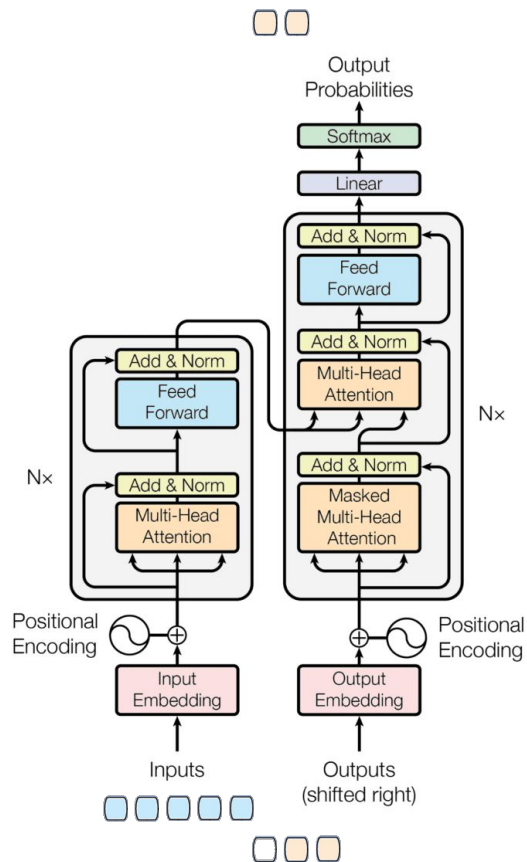 Output
Probabilities
Softmax
Linear
Add & Norm
Feed
Forward
Add & Norm
Multi-Head
Attention
Add & Norm
Masked
Multi-Head
Attention
N×
Add & Norm
Feed
Forward
Add & Norm
Multi-Head
Attention
N×
Positional
Encoding
Positional
Encoding
Input
Embedding
Output
Embedding
Inputs
Outputs
(shifted right)